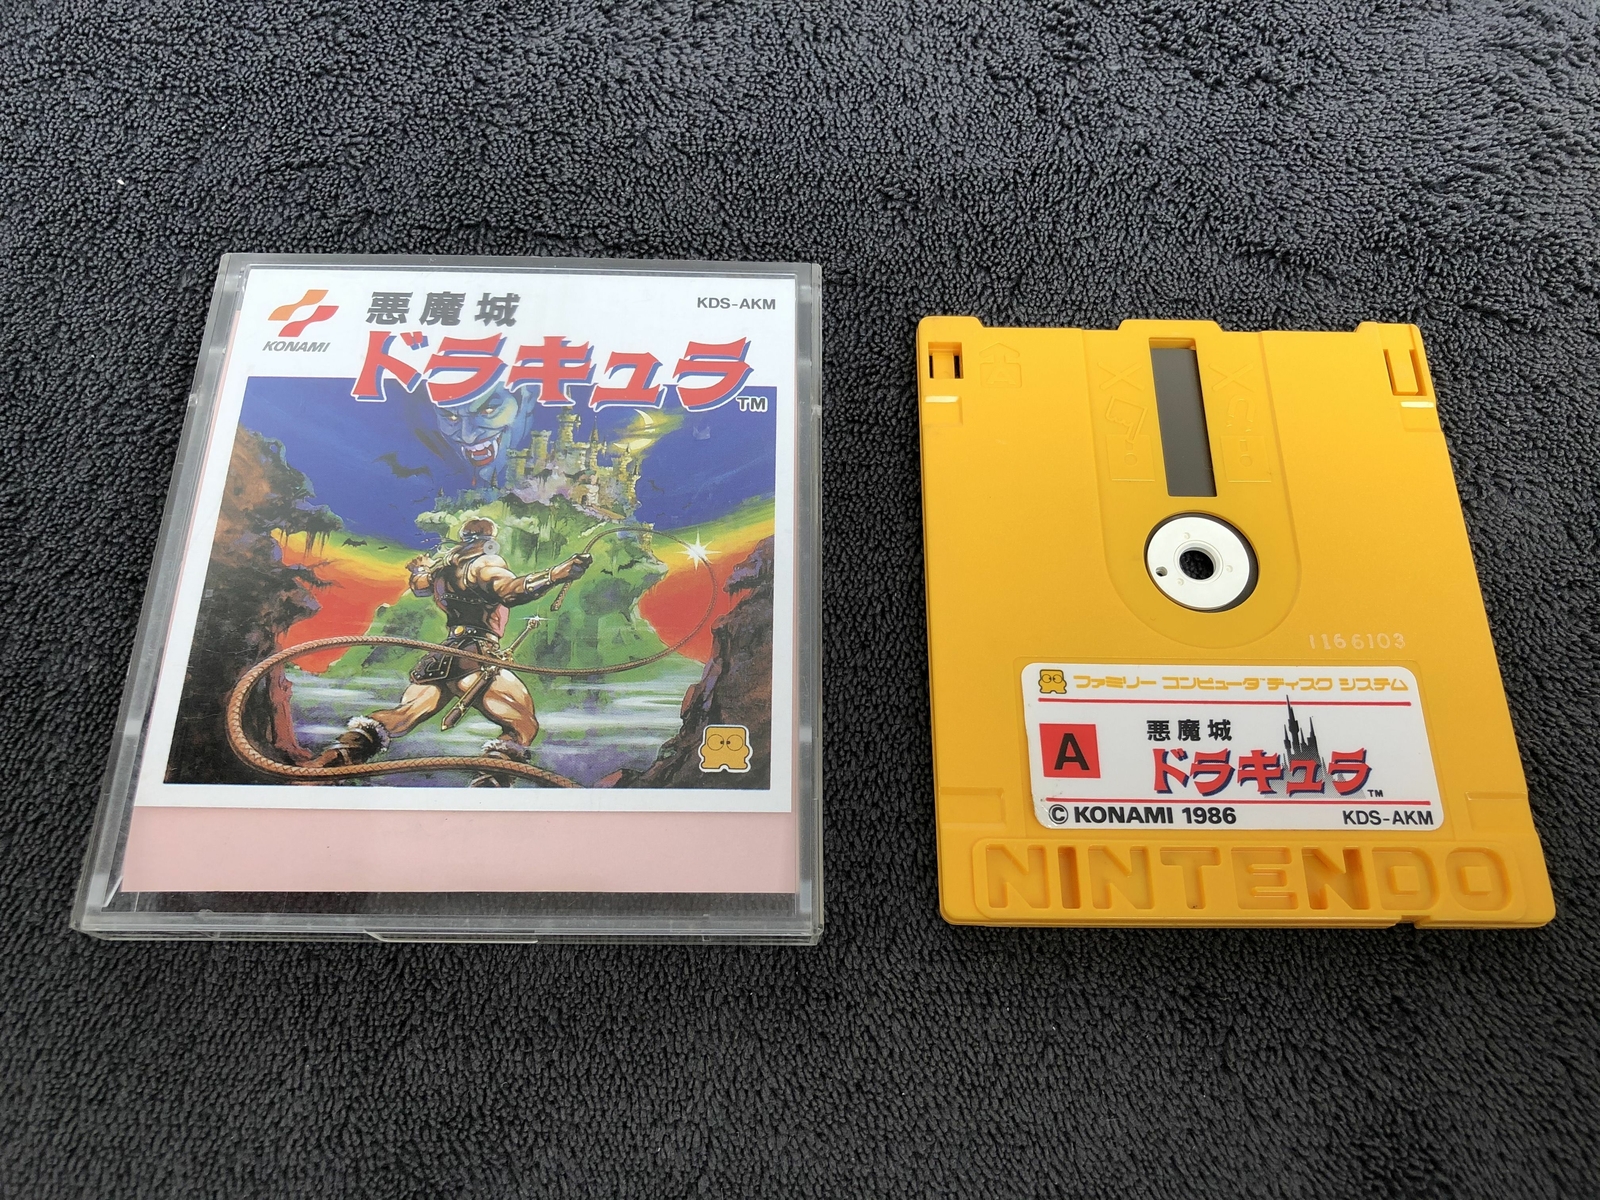 KONAMI
悪魔城
KDS-AKM
ドラキュラ
TM
1166103
ファミリー コンピュータ ディスク システム
A
悪魔城
ドラキュラ
TM
© KONAMI 1986
KDS-AKM
NINTENDO